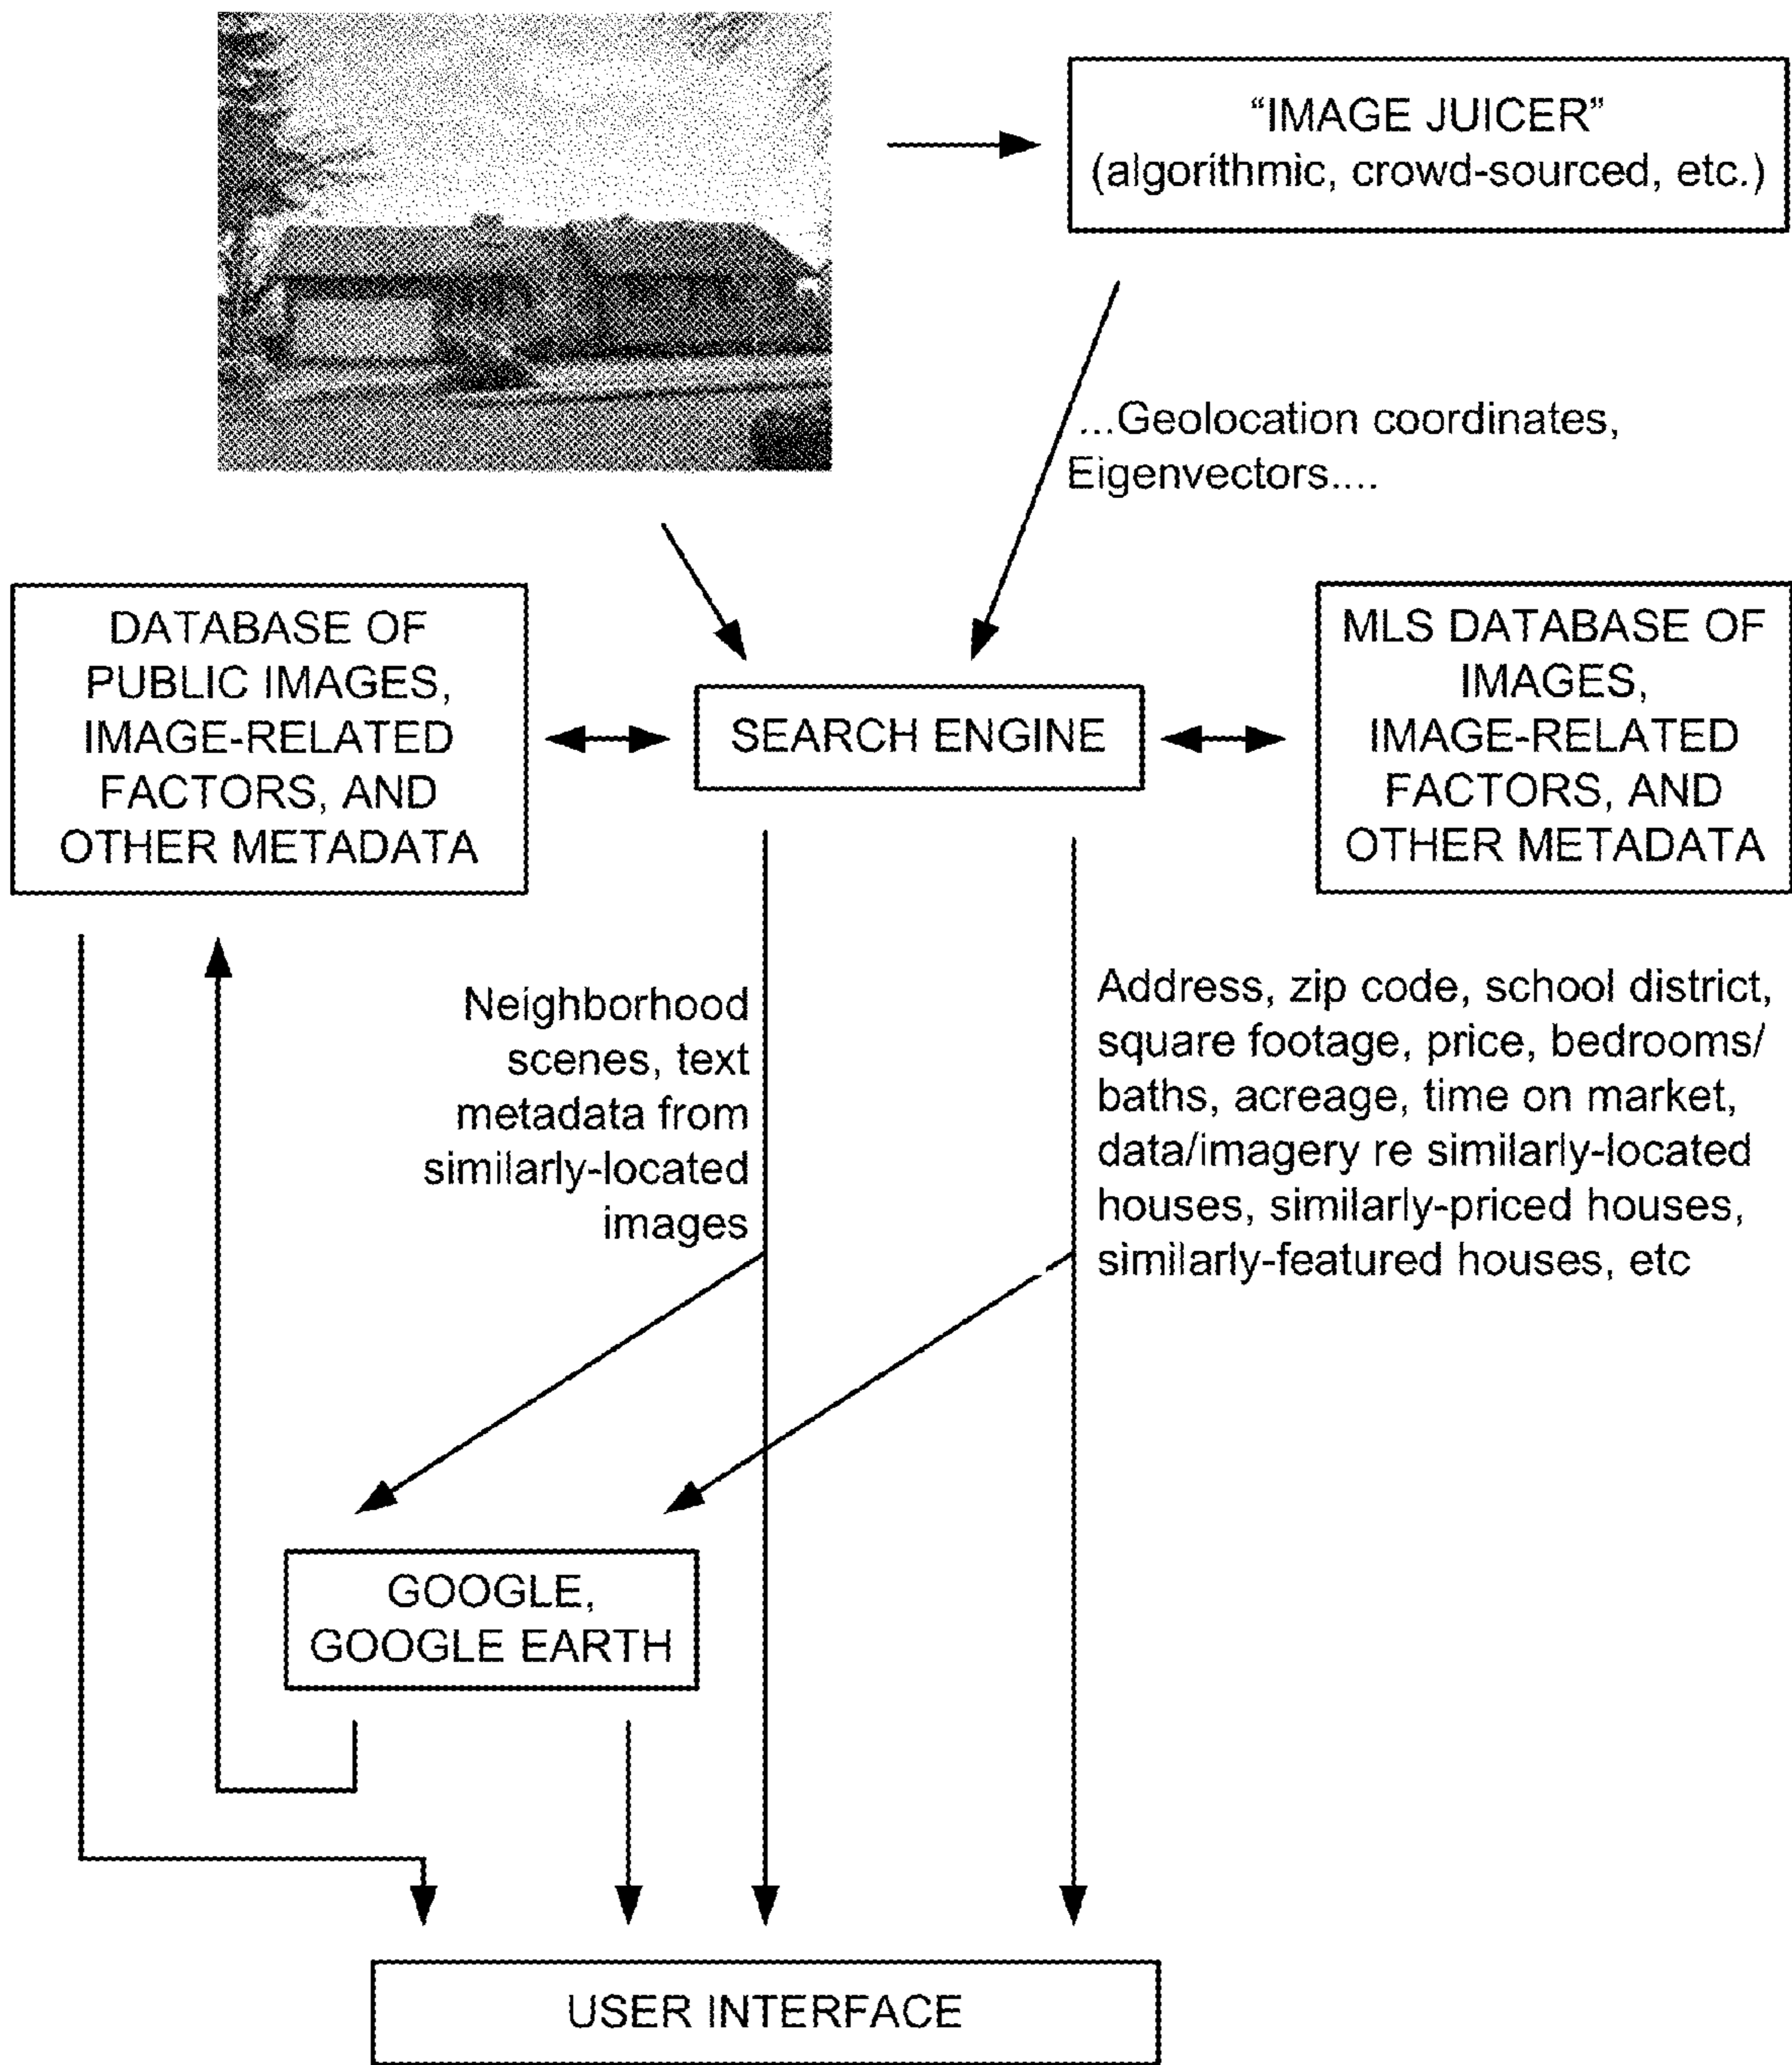 “IMAGE JUICER”
(algorithmic, crowd-sourced, etc.)
...Geolocation coordinates,
Eigenvectors....
DATABASE OF
PUBLIC IMAGES,
IMAGE-RELATED
FACTORS, AND
OTHER METADATA
SEARCH ENGINE
MLS DATABASE OF
IMAGES,
IMAGE-RELATED
FACTORS, AND
OTHER METADATA
Neighborhood
scenes, text
metadata from
similarly-located
images
Address, zip code, school district,
square footage, price, bedrooms/
baths, acreage, time on market,
data/imagery re similarly-located
houses, similarly-priced houses,
similarly-featured houses, etc
GOOGLE,
GOOGLE EARTH
USER INTERFACE